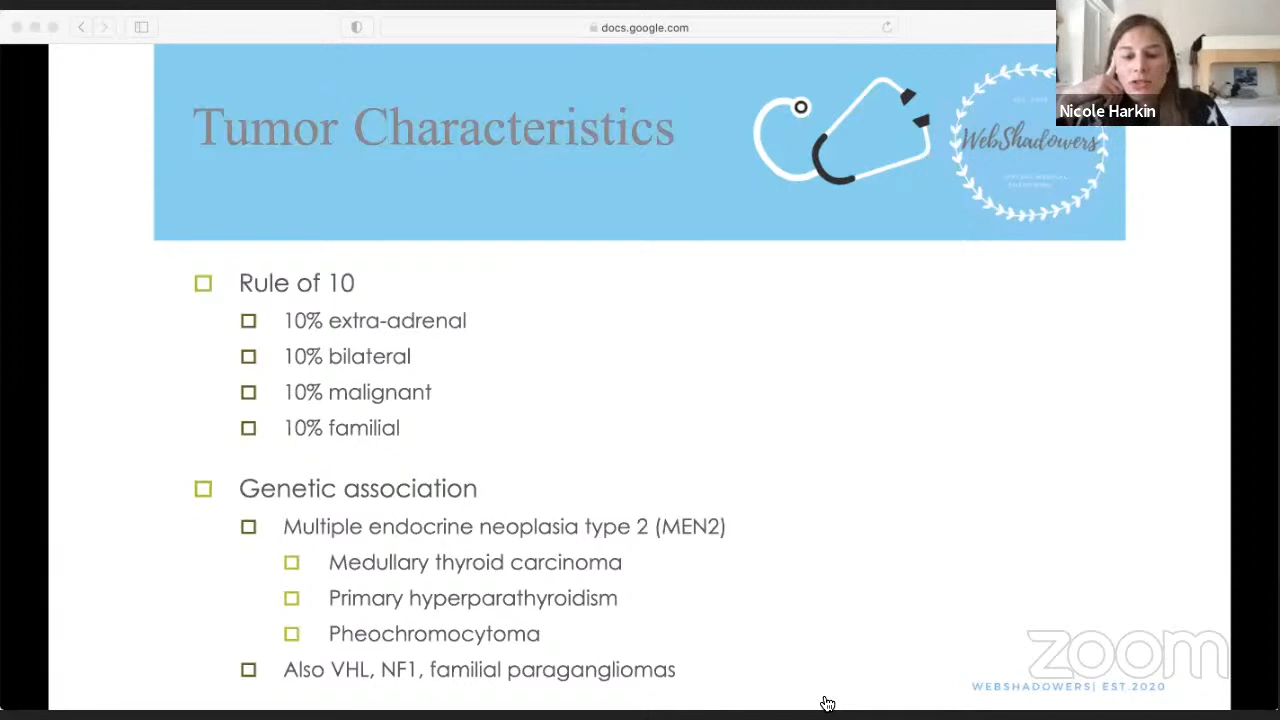 docs.google.com
Nicole Harkin
Tumor Characteristics
WebShadowers
Rule of 10
10% extra-adrenal
10% bilateral
10% malignant
10% familial
Genetic association
Multiple endocrine neoplasia type 2 (MEN2)
Medullary thyroid carcinoma
Primary hyperparathyroidism
Pheochromocytoma
Also VHL, NF1, familial paragangliomas
zoom
WEBSHADOWERS| EST.2020